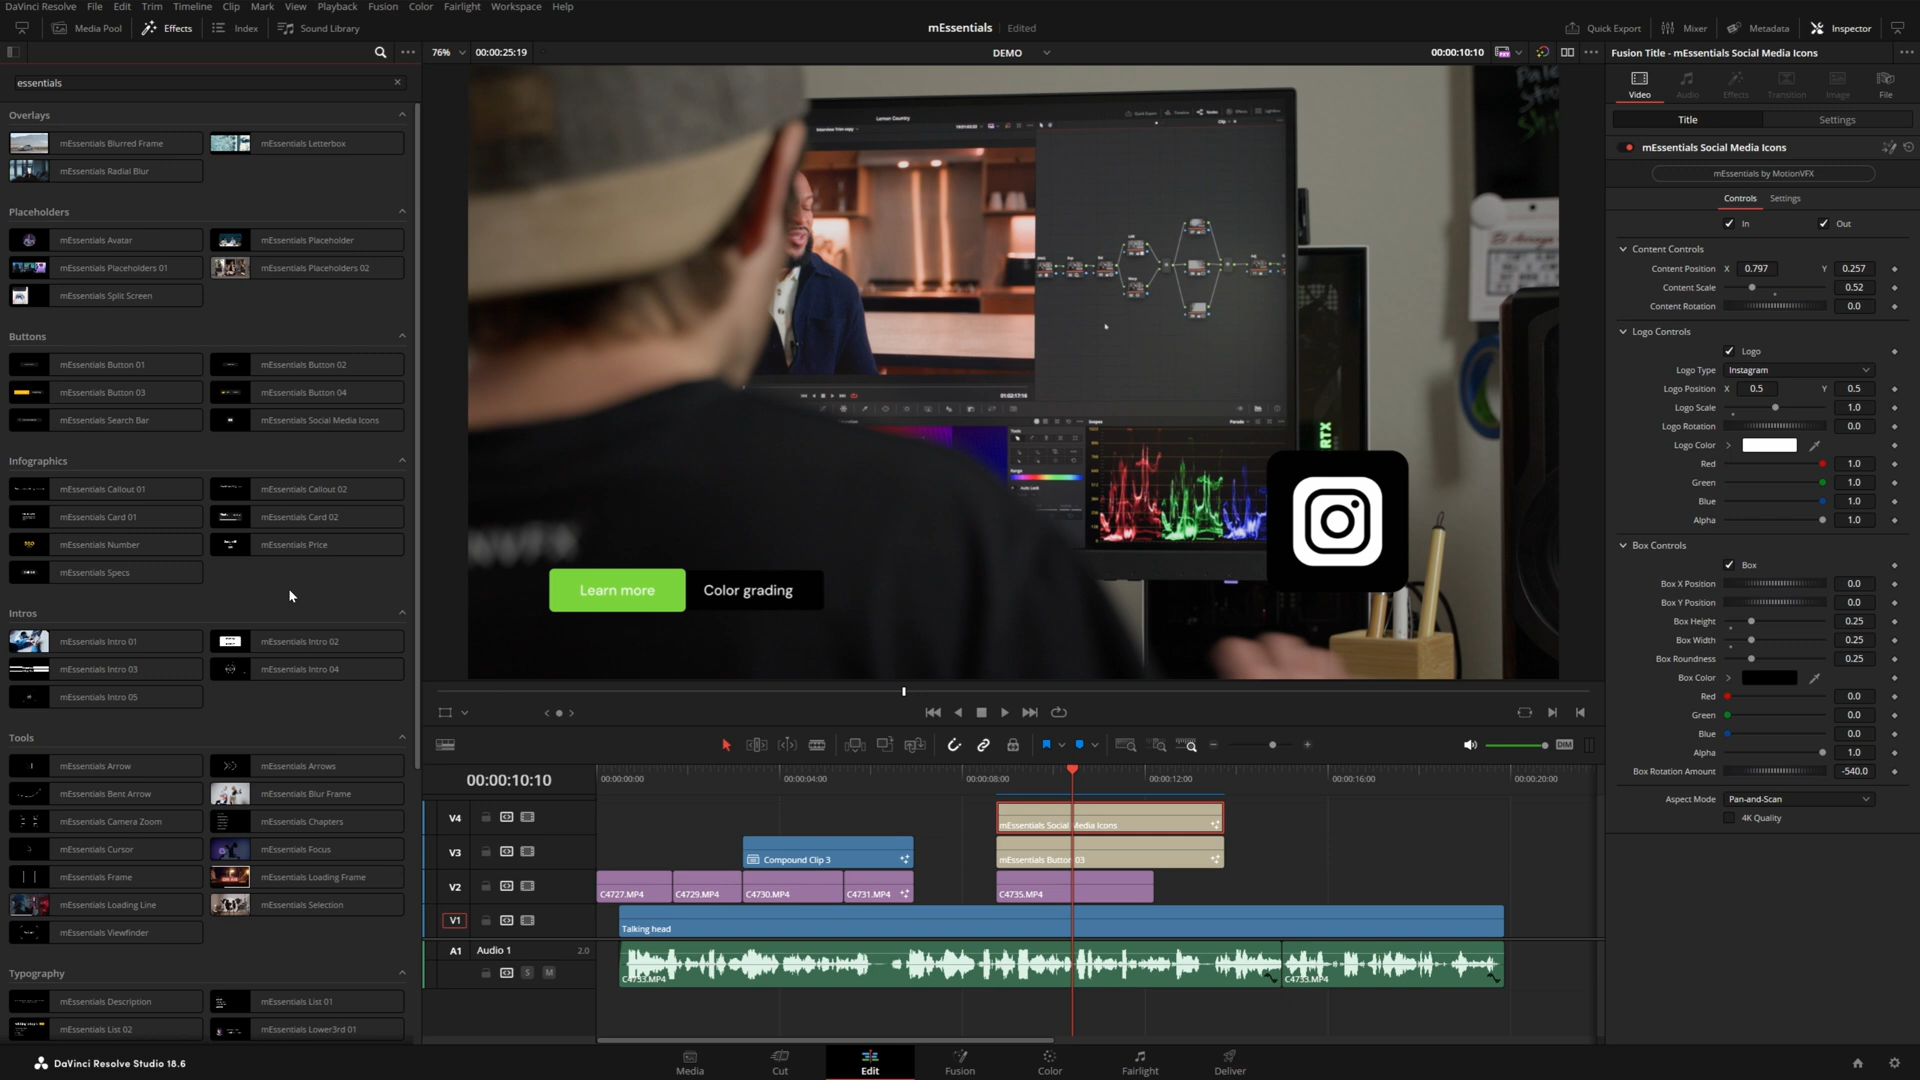 DaVinci Resolve File Edit Trim Timeline Clip Mark View Playback Fusion Color Fairlight Workspace Help
Media Pool Effects Index Sound Library
mEssentials Edited
Quick Export Mixer Metadata Inspector
76% 00:00:25:19
DEMO
00:00:10:10
Fusion Title - mEssentials Social Media Icons
essentials
Overlays
mEssentials Blurred Frame mEssentials Letterbox
mEssentials Radial Blur
Placeholders
mEssentials Avatar mEssentials Placeholder
mEssentials Placeholders 01 mEssentials Placeholders 02
mEssentials Split Screen
Buttons
mEssentials Button 01 mEssentials Button 02
mEssentials Button 03 mEssentials Button 04
mEssentials Search Bar mEssentials Social Media Icons
Infographics
mEssentials Callout 01 mEssentials Callout 02
mEssentials Card 01 mEssentials Card 02
mEssentials Number mEssentials Price
mEssentials Specs
Intros
mEssentials Intro 01 mEssentials Intro 02
mEssentials Intro 03 mEssentials Intro 04
mEssentials Intro 05
Tools
mEssentials Arrow mEssentials Arrows
mEssentials Bent Arrow mEssentials Blur Frame
mEssentials Camera Zoom mEssentials Chapters
mEssentials Cursor mEssentials Focus
mEssentials Frame mEssentials Loading Frame
mEssentials Loading Line mEssentials Selection
mEssentials Viewfinder
Typography
mEssentials Description mEssentials List 01
mEssentials List 02 mEssentials Lower3rd 01
Lemon Country
RTX
Learn more Color grading
Video Audio Effects Transition Image File
Title Settings
mEssentials Social Media Icons
mEssentials by MotionVFX
Controls Settings
In Out
Content Controls
Content Position X 0.797 Y 0.257
Content Scale 0.52
Content Rotation 0.0
Logo Controls
Logo
Logo Type Instagram
Logo Position X 0.5 Y 0.5
Logo Scale 1.0
Logo Rotation 0.0
Logo Color
Red 1.0
Green 1.0
Blue 1.0
Alpha 1.0
Box Controls
Box
Box X Position 0.0
Box Y Position 0.0
Box Height 0.25
Box Width 0.25
Box Roundness 0.25
Box Color
Red 0.0
Green 0.0
Blue 0.0
Alpha 1.0
Box Rotation Amount -540.0
Aspect Mode Pan-and-Scan
4K Quality
DIM
00:00:10:10
00:00:00:00 00:00:04:00 00:00:08:00 00:00:12:00 00:00:16:00 00:00:20:00
V4 mEssentials Social Media Icons
V3 Compound Clip 3 mEssentials Button 03
V2 C4727.MP4 C4729.MP4 C4730.MP4 C4731.MP4 C4735.MP4
V1 Talking head
A1 Audio 1 2.0
S M
C4733.MP4 C4733.MP4
DaVinci Resolve Studio 18.6
Media Cut Edit Fusion Color Fairlight Deliver